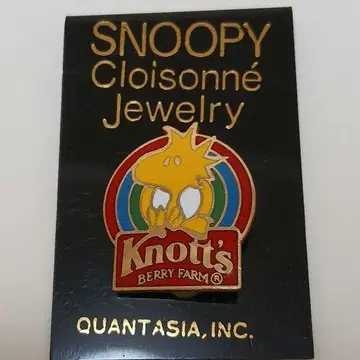 SNOOPY
Cloisonné
Jewelry
Knott's
BERRY FARM®
QUANTASIA, INC.